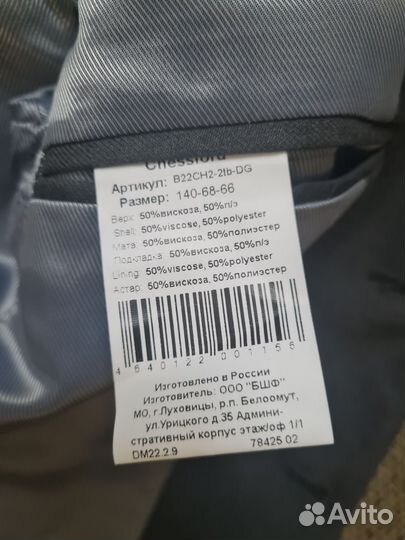 Chessford
Артикул: B22CH2-2lb-DG
Размер: 140-68-66
Верх: 50%вискоза, 50%п/э
Shell: 50%viscose, 50%polyester
Мата: 50%вискоза, 50%полиэстер
Подкладка: 50%вискоза, 50%п/э
Lining: 50%viscose, 50%polyester
Астар: 50%вискоза, 50%полиэстер
4640122001156
Изготовлено в России
Изготовитель: ООО "БШФ"
МО, г.Луховицы, р.п. Белоомут,
ул.Урицкого д.35 Админи-
стративный корпус этаж/оф 1/1
DM22.2.9 78425 02
Avito